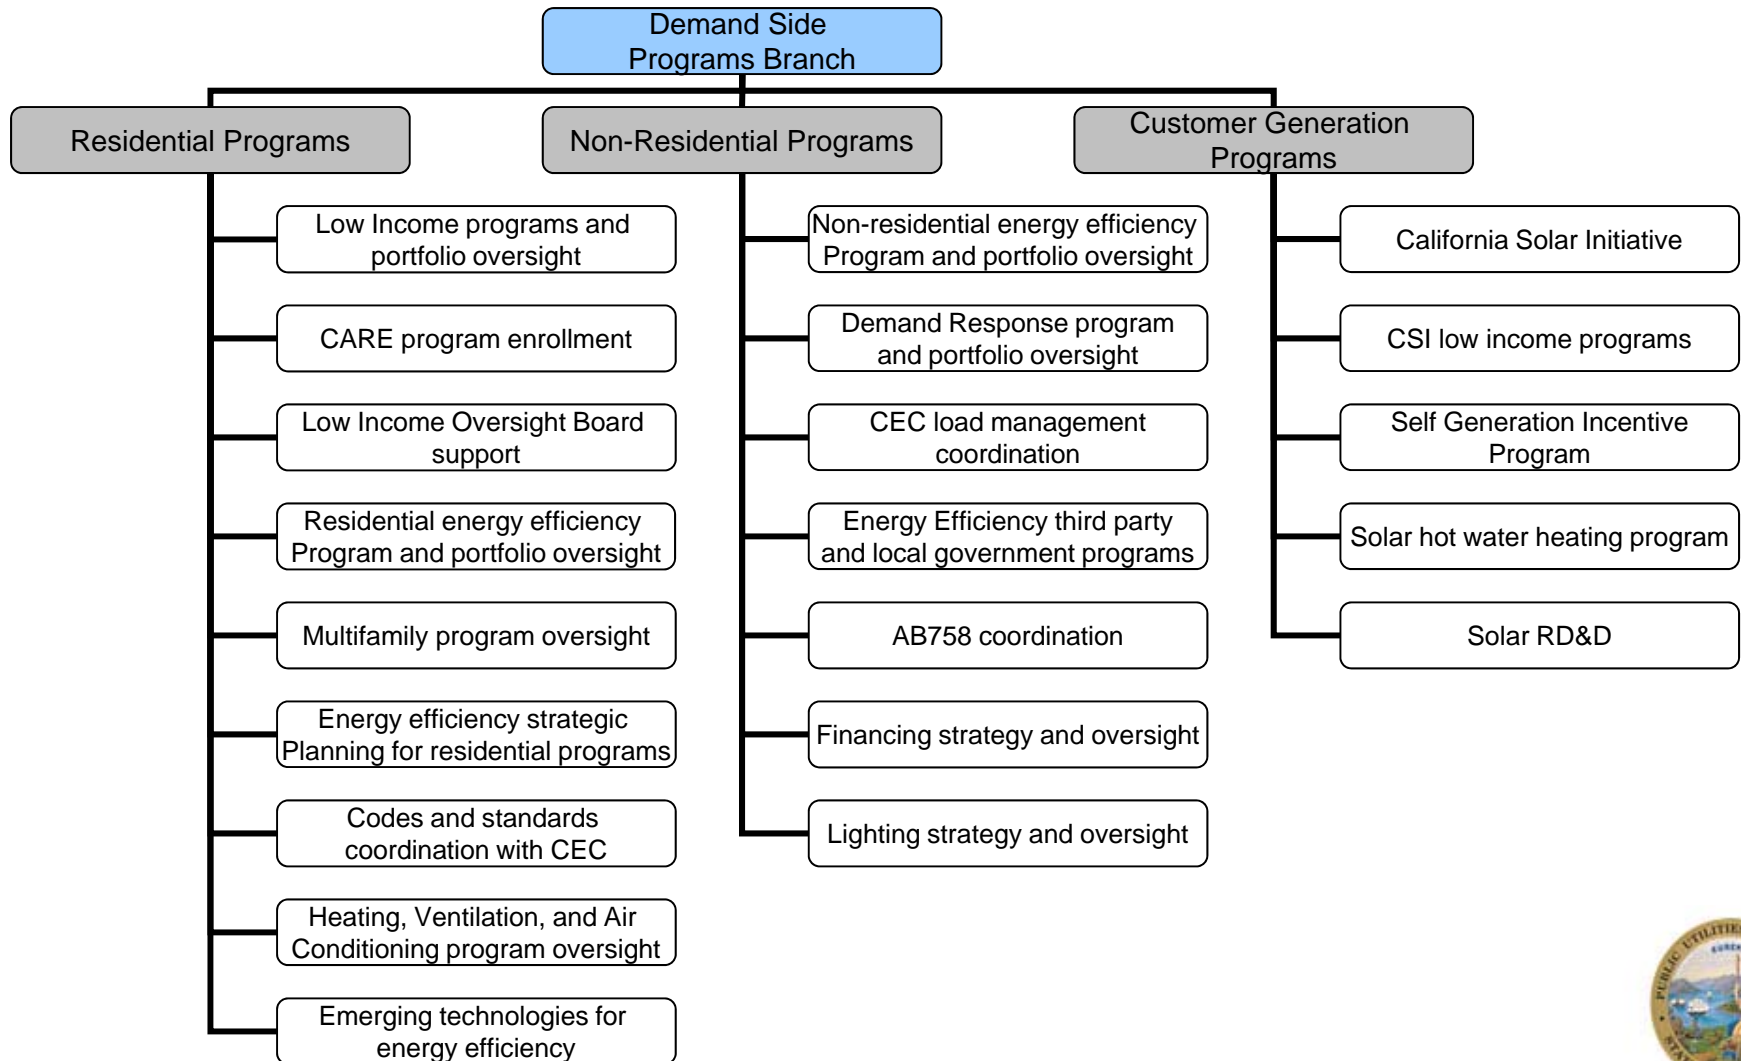 Demand Side
Programs Branch
Residential Programs
Non-Residential Programs
Customer Generation
Programs
Low Income programs and
portfolio oversight
CARE program enrollment
Low Income Oversight Board
support
Residential energy efficiency
Program and portfolio oversight
Multifamily program oversight
Energy efficiency strategic
Planning for residential programs
Codes and standards
coordination with CEC
Heating, Ventilation, and Air
Conditioning program oversight
Emerging technologies for
energy efficiency
Non-residential energy efficiency
Program and portfolio oversight
Demand Response program
and portfolio oversight
CEC load management
coordination
Energy Efficiency third party
and local government programs
AB758 coordination
Financing strategy and oversight
Lighting strategy and oversight
California Solar Initiative
CSI low income programs
Self Generation Incentive
Program
Solar hot water heating program
Solar RD&D
PUBLIC